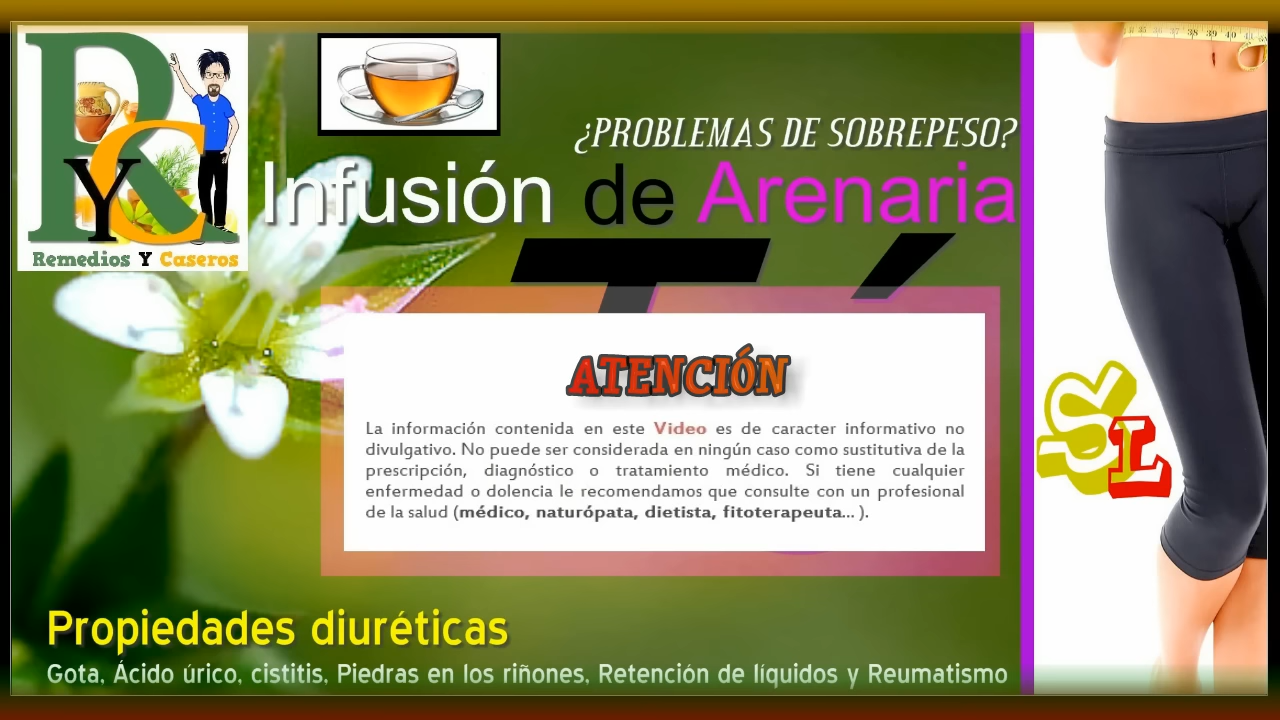 R
Y
C
Remedios Y Caseros
¿PROBLEMAS DE SOBREPESO?
Infusión de Arenaria
ATENCIÓN
La información contenida en este Video es de caracter informativo no
divulgativo. No puede ser considerada en ningún caso como sustitutiva de la
prescripción, diagnóstico o tratamiento médico. Si tiene cualquier
enfermedad o dolencia le recomendamos que consulte con un profesional
de la salud (médico, naturópata, dietista, fitoterapeuta... ).
Propiedades diuréticas
Gota, Ácido úrico, cistitis, Piedras en los riñones, Retención de líquidos y Reumatismo